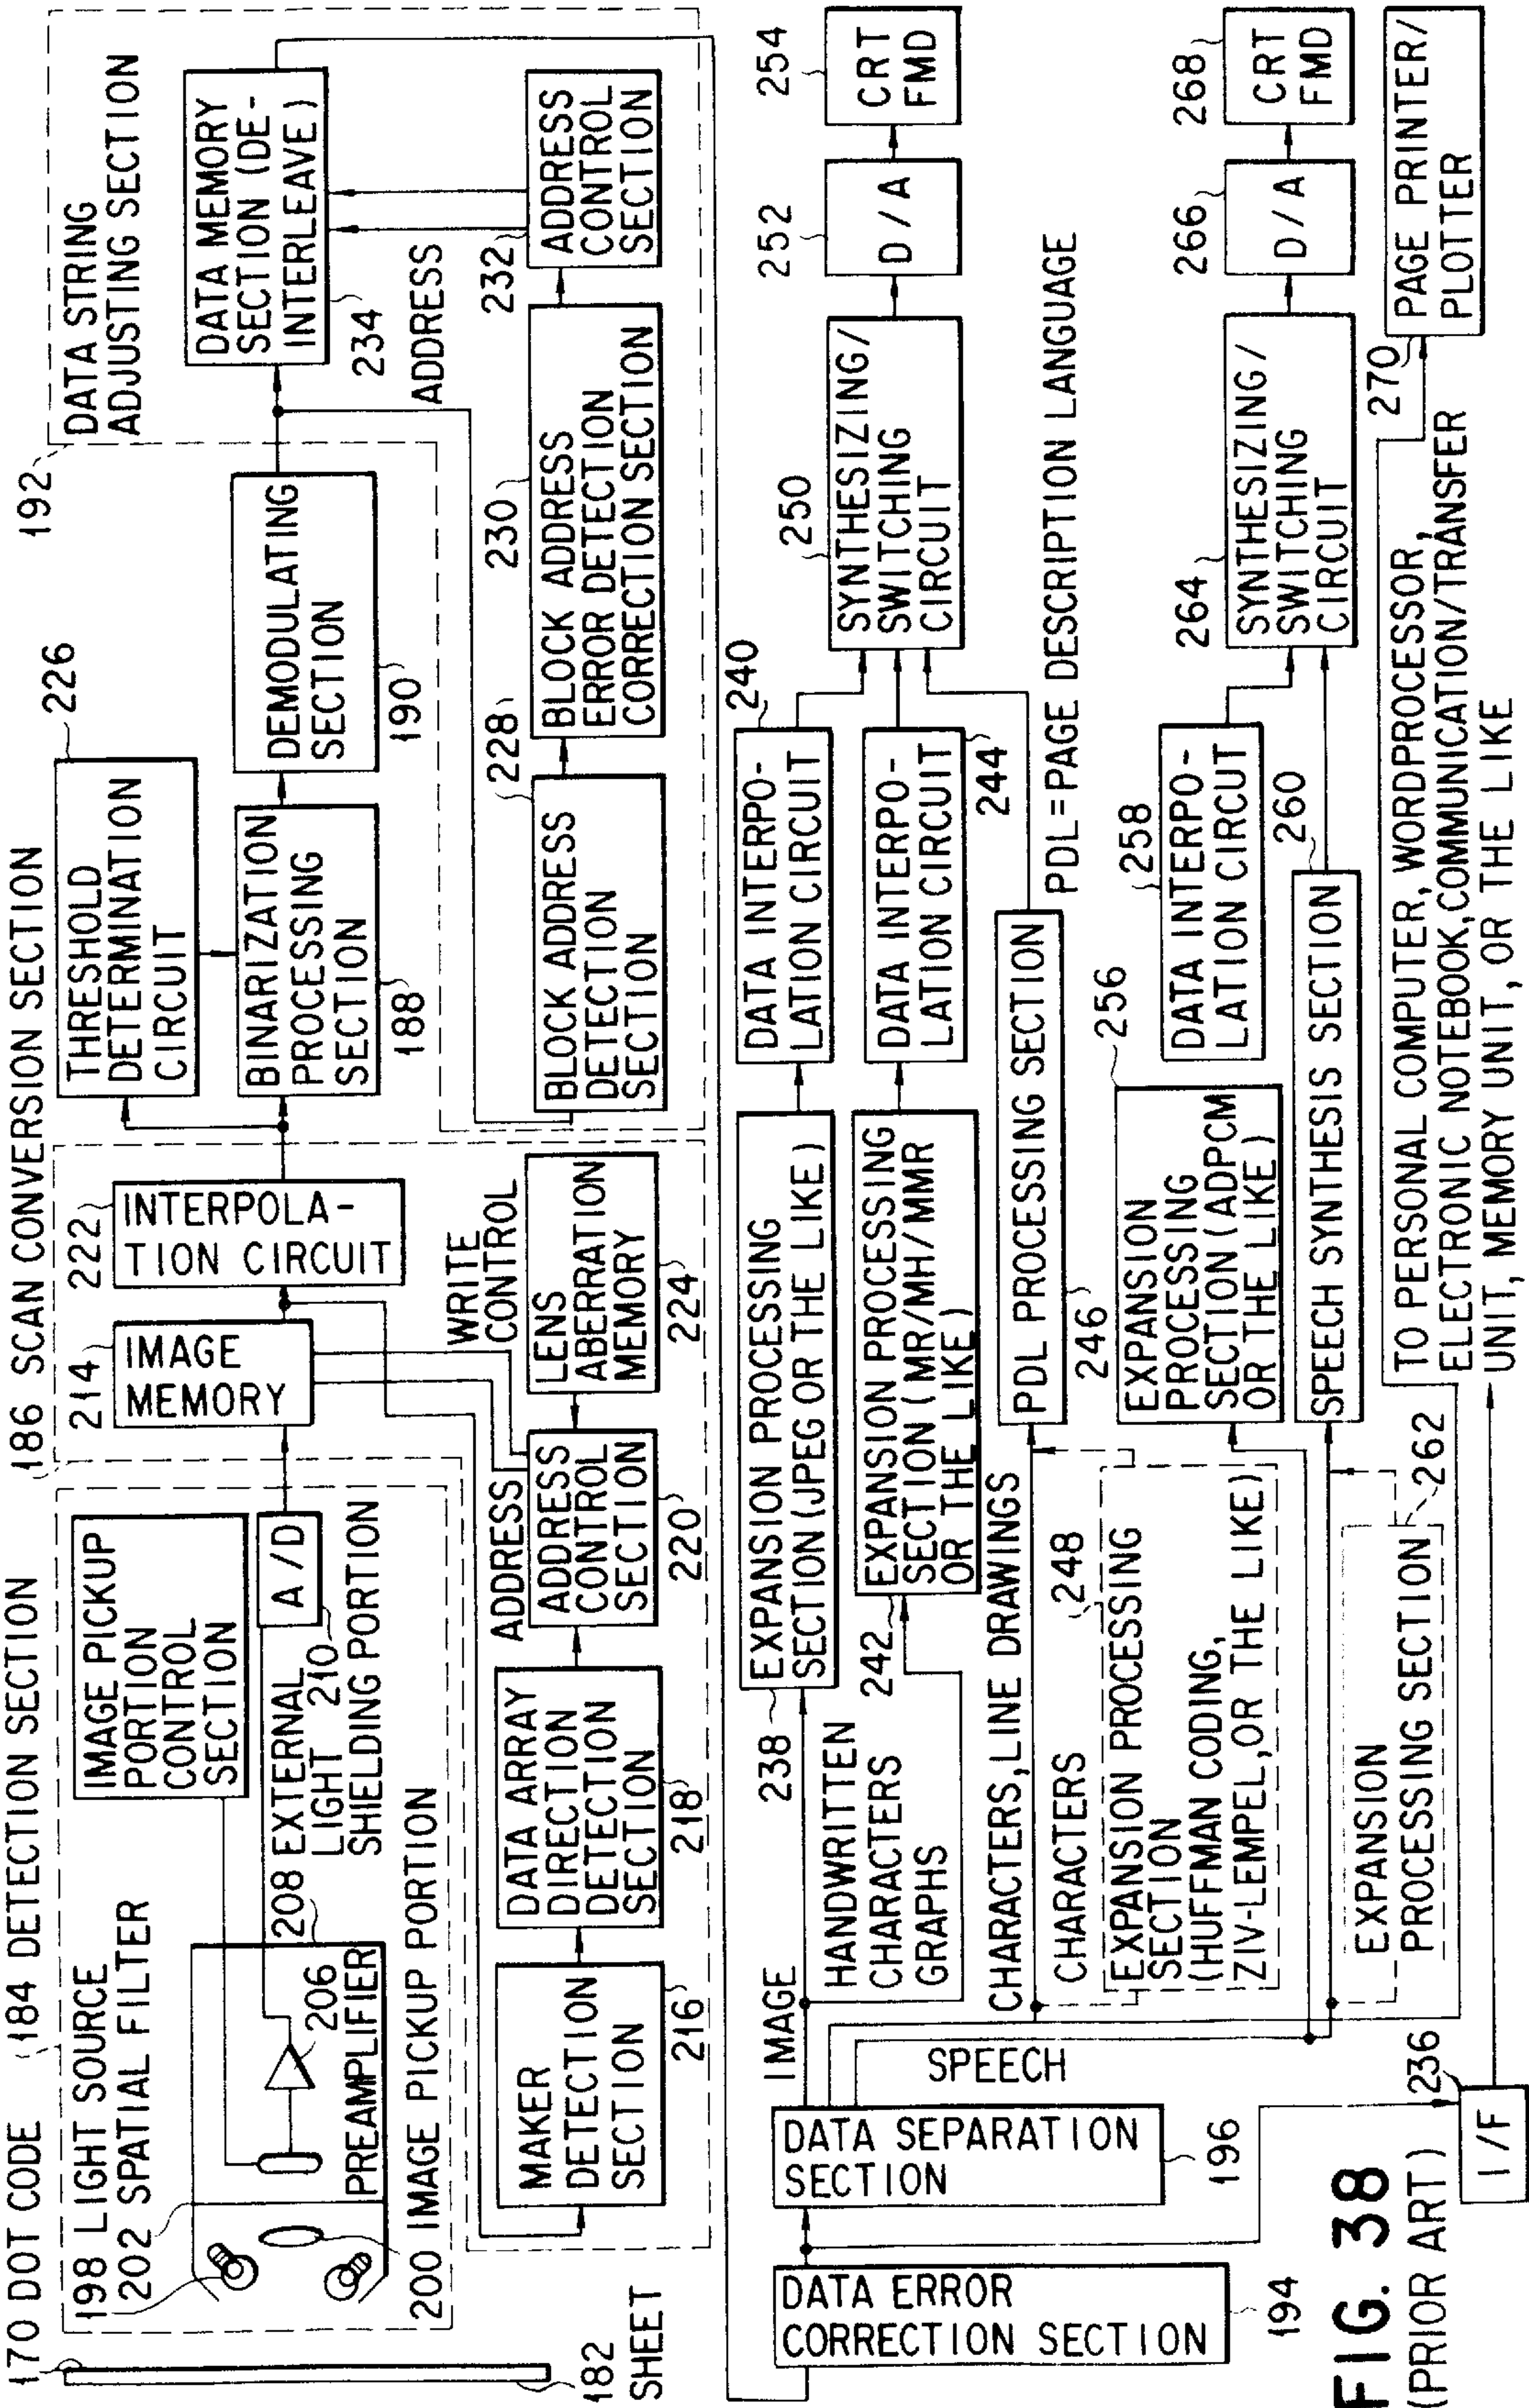 170 DOT CODE
184 DETECTION SECTION
186 SCAN CONVERSION SECTION
192
DATA STRING
ADJUSTING SECTION
198 LIGHT SOURCE
202 SPATIAL FILTER
IMAGE PICKUP
PORTION
CONTROL
SECTION
A/D
208 EXTERNAL
LIGHT
SHIELDING PORTION
210
206
PREAMPLIFIER
200 IMAGE PICKUP PORTION
182
SHEET
214
IMAGE
MEMORY
222
INTERPOLA-
TION CIRCUIT
226
THRESHOLD
DETERMINATION
CIRCUIT
BINARIZATION
PROCESSING
SECTION
188
DEMODULATING
SECTION
190
DATA MEMORY
SECTION (DE-
INTERLEAVE)
234
MAKER
DETECTION
SECTION
216
DATA ARRAY
DIRECTION
DETECTION
SECTION
218
ADDRESS
ADDRESS
CONTROL
SECTION
220
WRITE
CONTROL
LENS
ABERRATION
MEMORY
224
228
BLOCK ADDRESS
DETECTION
SECTION
230
BLOCK ADDRESS
ERROR DETECTION
CORRECTION SECTION
ADDRESS
232
ADDRESS
CONTROL
SECTION
DATA ERROR
CORRECTION SECTION
194
DATA SEPARATION
SECTION
196
IMAGE
238
EXPANSION PROCESSING
SECTION (JPEG OR THE LIKE)
240
DATA INTERPO-
LATION CIRCUIT
HANDWRITTEN
CHARACTERS
GRAPHS
242
EXPANSION PROCESSING
SECTION (MR/MH/MMR
OR THE LIKE)
DATA INTERPO-
LATION CIRCUIT
244
250
SYNTHESIZING/
SWITCHING
CIRCUIT
252
D/A
254
CRT
FMD
CHARACTERS,LINE DRAWINGS
PDL PROCESSING SECTION
246
PDL=PAGE DESCRIPTION LANGUAGE
CHARACTERS
248
EXPANSION PROCESSING
SECTION
(HUFFMAN CODING,
ZIV-LEMPEL,OR THE LIKE)
SPEECH
256
EXPANSION
PROCESSING
SECTION (ADPCM
OR THE LIKE)
258
DATA INTERPO-
LATION CIRCUT
260
SPEECH SYNTHESIS SECTION
EXPANSION
PROCESSING SECTION
262
264
SYNTHESIZING/
SWITCHING
CIRCUIT
266
D/A
268
CRT
FMD
270
PAGE PRINTER/
PLOTTER
236
I/F
TO PERSONAL COMPUTER, WORDPROCESSOR,
ELECTRONIC NOTEBOOK,COMMUNICATION/TRANSFER
UNIT, MEMORY UNIT, OR THE LIKE
FIG. 38
(PRIOR ART)